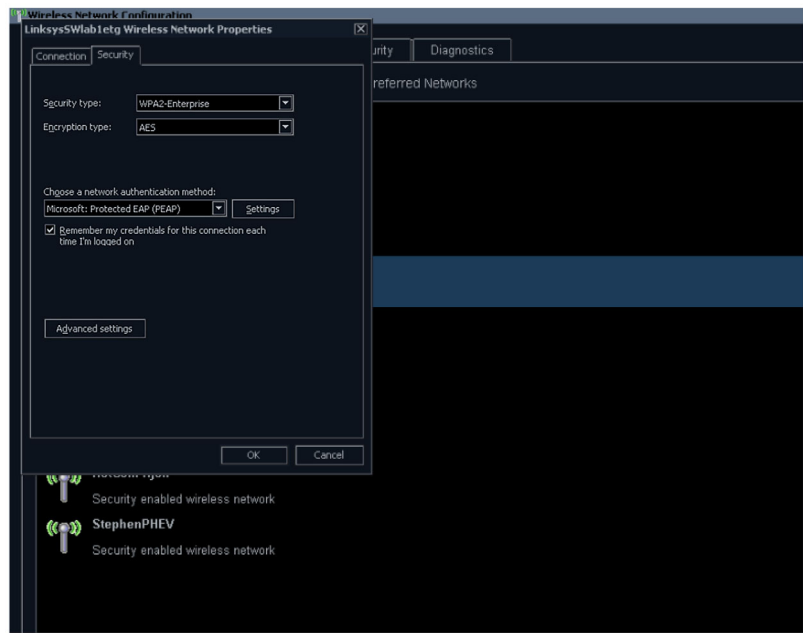 Wireless Network Configuration
LinksysSWlab1etg Wireless Network Properties
Connection Security
urity Diagnostics
referred Networks
Security type: WPA2-Enterprise
Encryption type: AES
Choose a network authentication method:
Microsoft: Protected EAP (PEAP) Settings
Remember my credentials for this connection each
time I'm logged on
Advanced settings
OK Cancel
Security enabled wireless network
StephenPHEV
Security enabled wireless network